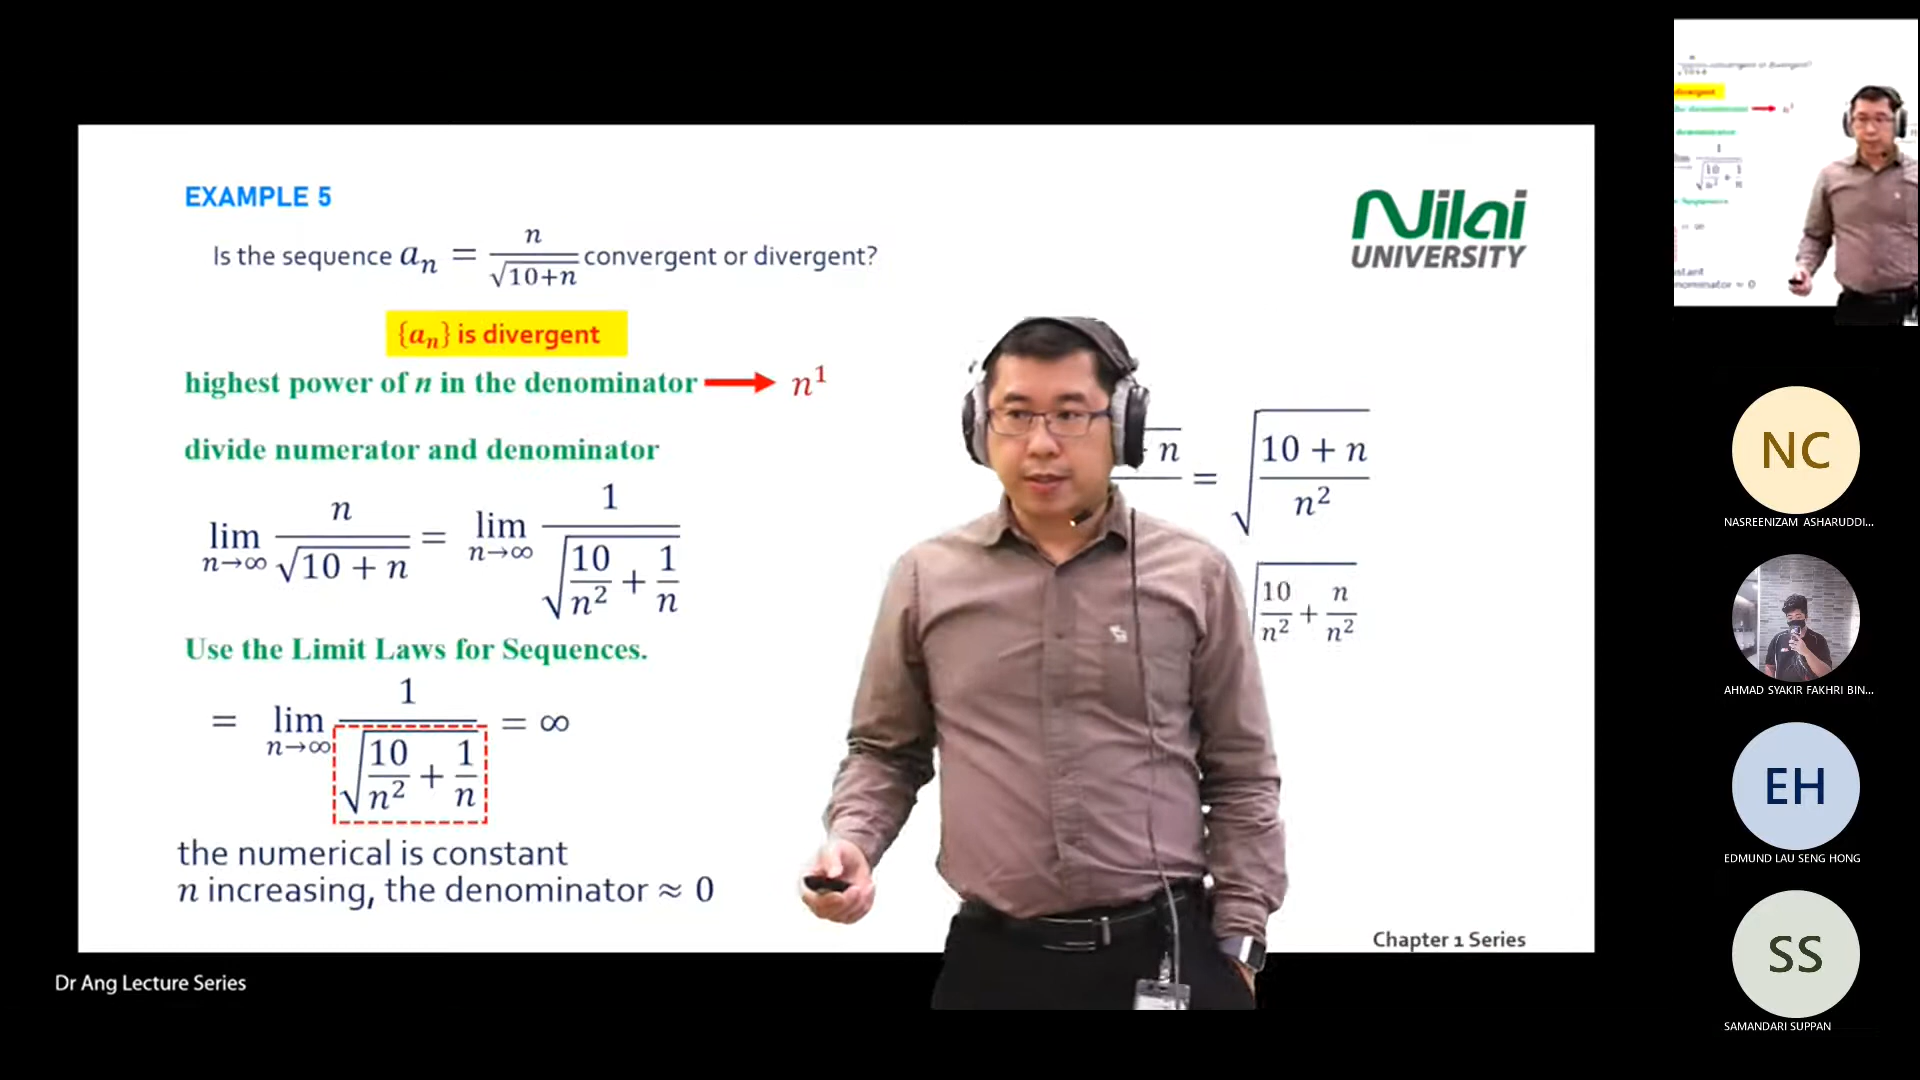 EXAMPLE 5
Is the sequence aₙ = n / √10+n convergent or divergent?
{aₙ} is divergent
highest power of n in the denominator → n¹
divide numerator and denominator
lim n→∞ n / √10 + n = lim n→∞ 1 / √10/n² + 1/n
Use the Limit Laws for Sequences.
= lim n→∞ 1 / √10/n² + 1/n = ∞
the numerical is constant
n increasing, the denominator ≈ 0
Nilai
UNIVERSITY
n = √10 + n / n²
√10/n² + n/n²
Chapter 1 Series
Dr Ang Lecture Series
NC
NASREENIZAM ASHARUDDI...
AHMAD SYAKIR FAKHRI BIN...
EH
EDMUND LAU SENG HONG
SS
SAMANDARI SUPPAN